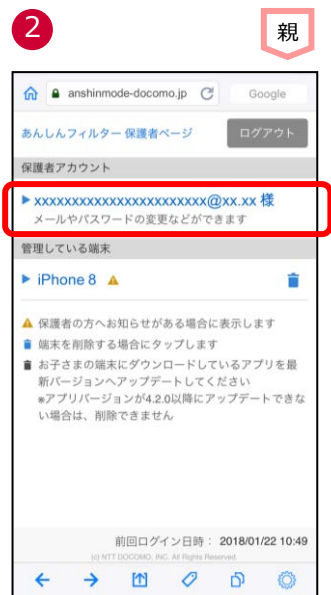 2
親
anshinmode-docomo.jp
Google
あんしんフィルター 保護者ページ
ログアウト
保護者アカウント
▶ xxxxxxxxxxxxxxxxxxxxxxx@xx.xx 様
メールやパスワードの変更などができます
管理している端末
▶ iPhone 8
保護者の方へお知らせがある場合に表示します
端末を削除する場合にタップします
お子さまの端末にダウンロードしているアプリを最
新バージョンへアップデートしてください
※アプリバージョンが4.2.0以降にアップデートできな
い場合は、削除できません
前回ログイン日時： 2018/01/22 10:49
(c) NTT DOCOMO, INC. All Rights Reserved.